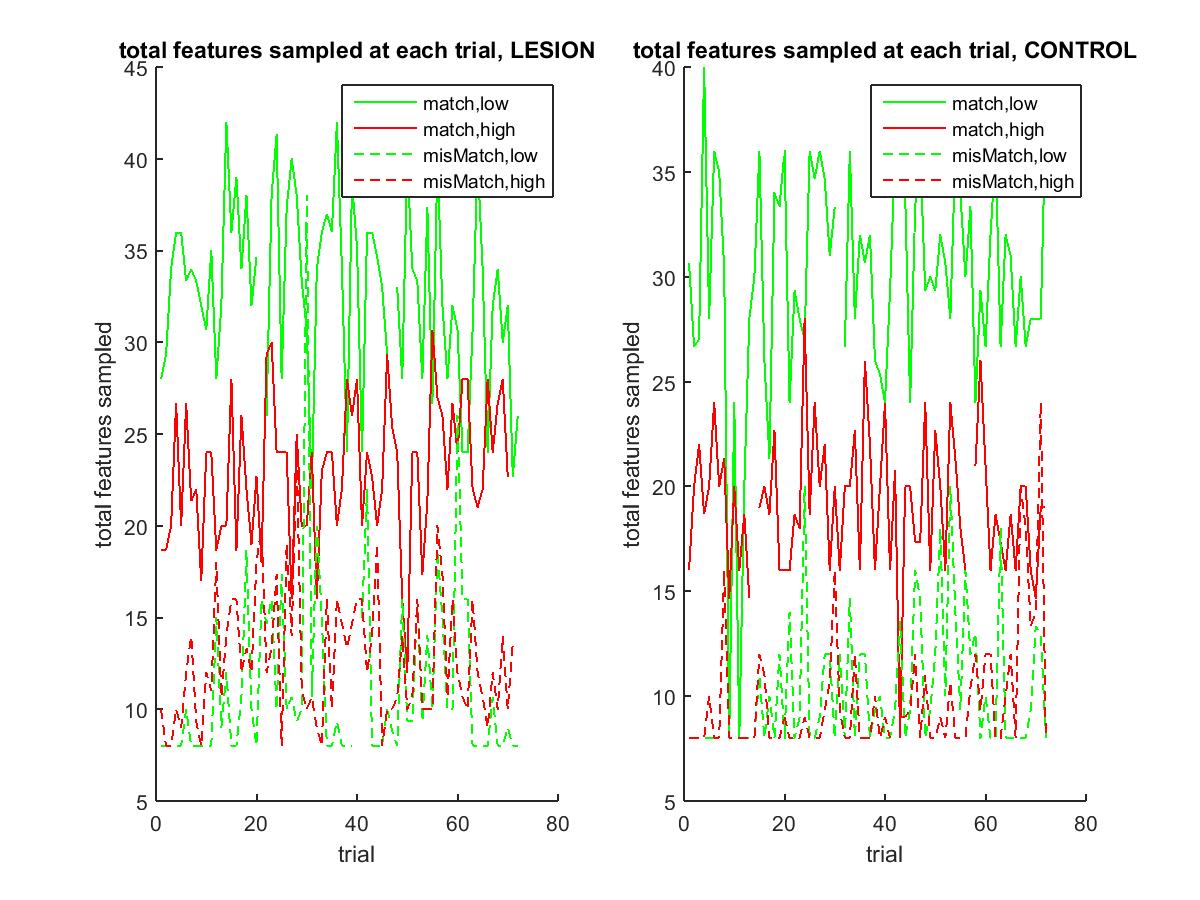 total features sampled at each trial, LESION
45
40
35
30
25
20
15
10
5
total features sampled
0
20
40
60
80
trial
match,low
match,high
misMatch,low
misMatch,high
total features sampled at each trial, CONTROL
40
35
30
25
20
15
10
5
total features sampled
0
20
40
60
80
trial
match,low
match,high
misMatch,low
misMatch,high